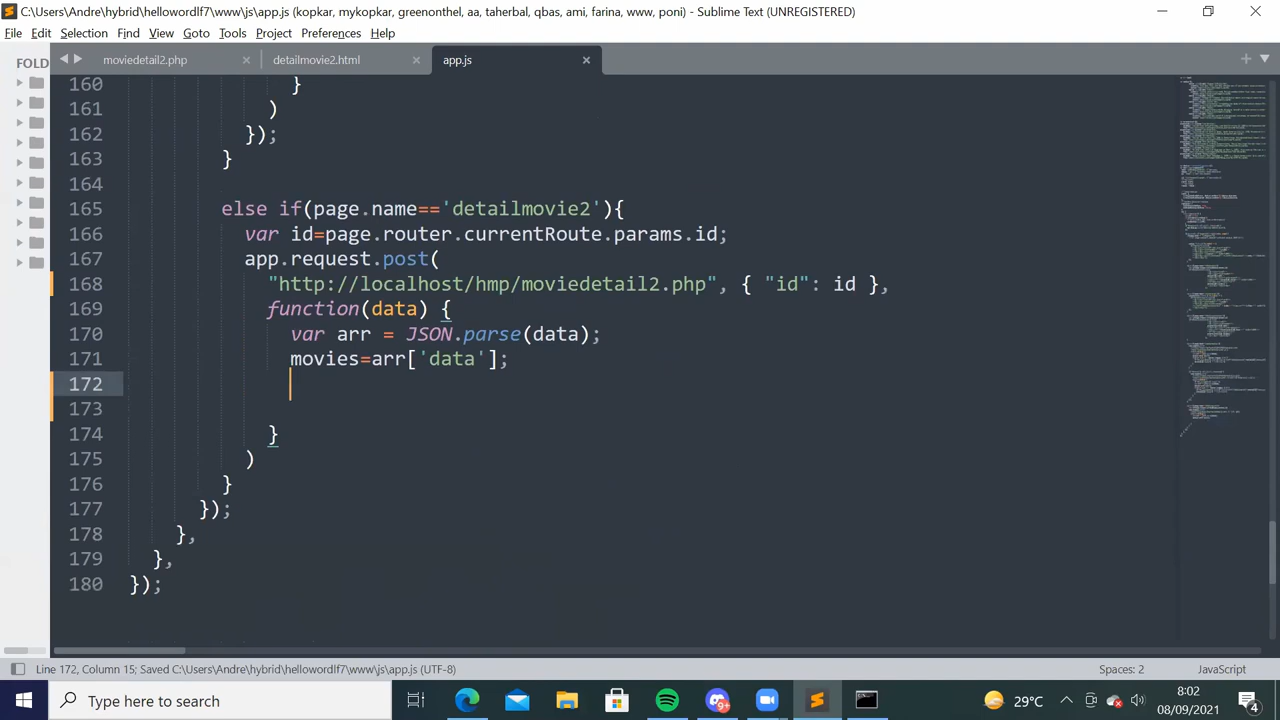 C:\Users\Andre\hybrid\hellowordlf7\www\js\app.js (kopkar, mykopkar, greenonthel, aa, taherbal, qbas, ami, farina, www, poni) - Sublime Text (UNREGISTERED)
File Edit Selection Find View Goto Tools Project Preferences Help
FOLD
moviedetail2.php detailmovie2.html app.js
160 }
161 )
162 });
163 }
164
165 else if(page.name=='detailmovie2'){
166 var id=page.router.currentRoute.params.id;
167 app.request.post(
168 "http://localhost/hmp/moviedetail2.php", { "id": id },
169 function(data) {
170 var arr = JSON.parse(data);
171 movies=arr['data'];
172
173
174 }
175 )
176 }
177 });
178 },
179 },
180 });
Line 172, Column 15; Saved C:\Users\Andre\hybrid\hellowordlf7\www\js\app.js (UTF-8) Spaces: 2 JavaScript
Type here to search 9+ 29°C 8:02
08/09/2021 4